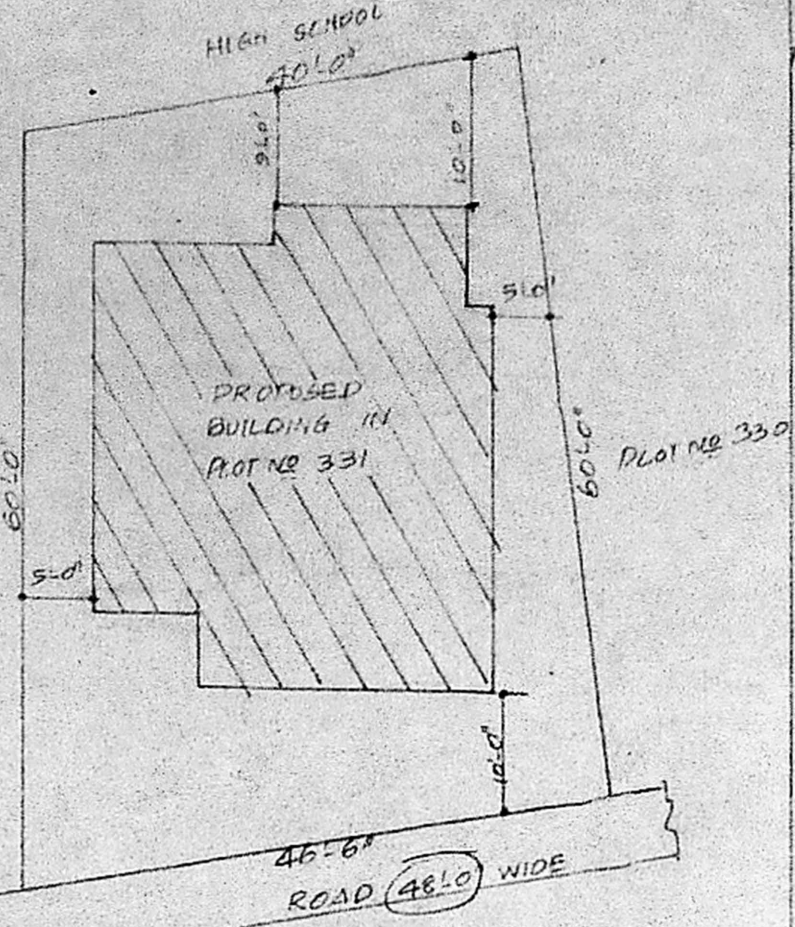 HIGH SCHOOL
40'-0"
9'-0"
10'-0"
5'-0"
PROPOSED
BUILDING IN
PLOT Nº 331
60'-0"
60'-0"
PLOT Nº 330
5-0"
10'-0"
46'-6"
ROAD 48'-0 WIDE